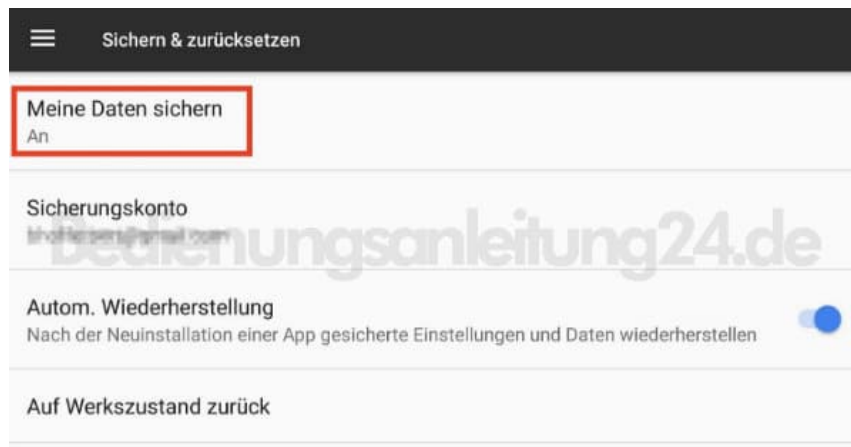 Sichern & zurücksetzen
Meine Daten sichern
An
Sicherungskonto
Bedienungsanleitung24.de
Autom. Wiederherstellung
Nach der Neuinstallation einer App gesicherte Einstellungen und Daten wiederherstellen
Auf Werkszustand zurück